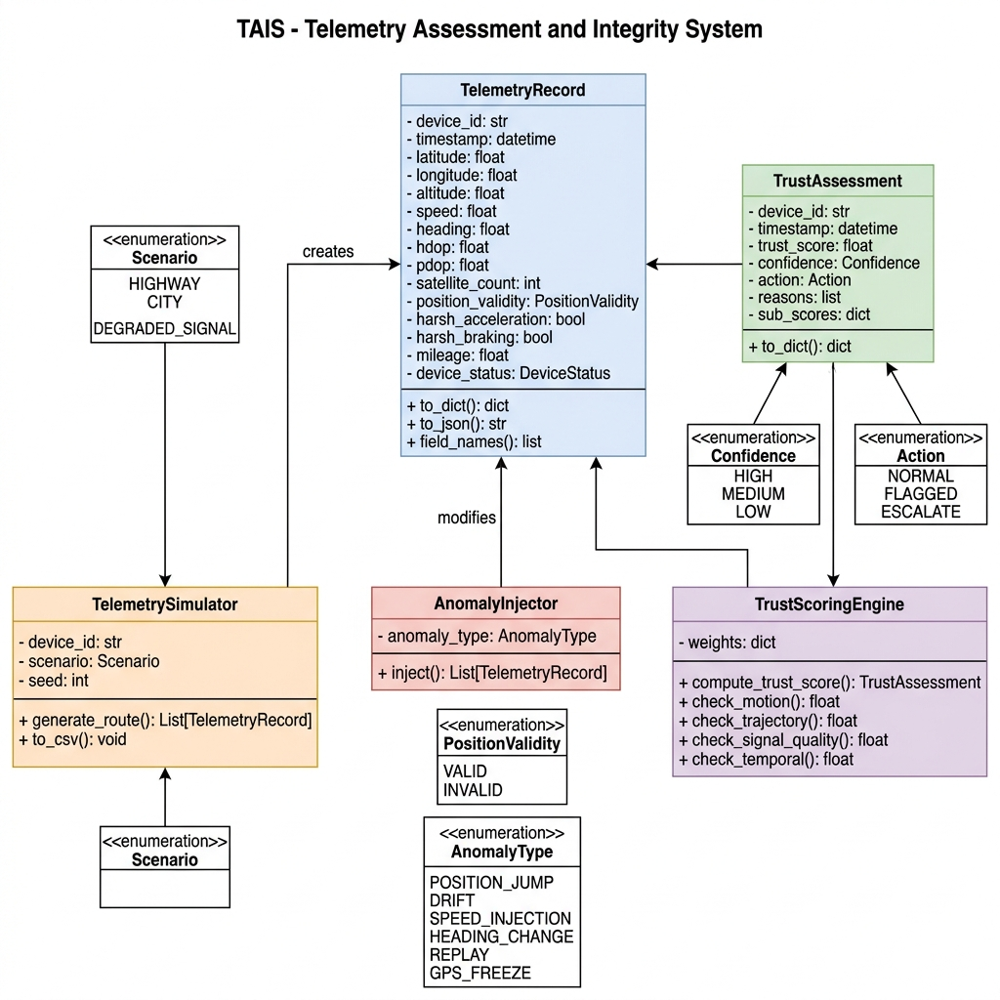 TAIS - Telemetry Assessment and Integrity System
TelemetryRecord
- device_id: str
- timestamp: datetime
- latitude: float
- longitude: float
- altitude: float
- speed: float
- heading: float
- hdop: float
- pdop: float
- satellite_count: int
- position_validity: PositionValidity
- harsh_acceleration: bool
- harsh_braking: bool
- mileage: float
- device_status: DeviceStatus
+ to_dict(): dict
+ to_json(): str
+ field_names(): list
TrustAssessment
- device_id: str
- timestamp: datetime
- trust_score: float
- confidence: Confidence
- action: Action
- reasons: list
- sub_scores: dict
+ to_dict(): dict
<<enumeration>>
Scenario
HIGHWAY
CITY
DEGRADED_SIGNAL
creates
<<enumeration>>
Confidence
HIGH
MEDIUM
LOW
<<enumeration>>
Action
NORMAL
FLAGGED
ESCALATE
modifies
TelemetrySimulator
- device_id: str
- scenario: Scenario
- seed: int
+ generate_route(): List[TelemetryRecord]
+ to_csv(): void
AnomalyInjector
- anomaly_type: AnomalyType
+ inject(): List[TelemetryRecord]
TrustScoringEngine
- weights: dict
+ compute_trust_score(): TrustAssessment
+ check_motion(): float
+ check_trajectory(): float
+ check_signal_quality(): float
+ check_temporal(): float
<<enumeration>>
PositionValidity
VALID
INVALID
<<enumeration>>
Scenario
<<enumeration>>
AnomalyType
POSITION_JUMP
DRIFT
SPEED_INJECTION
HEADING_CHANGE
REPLAY
GPS_FREEZE